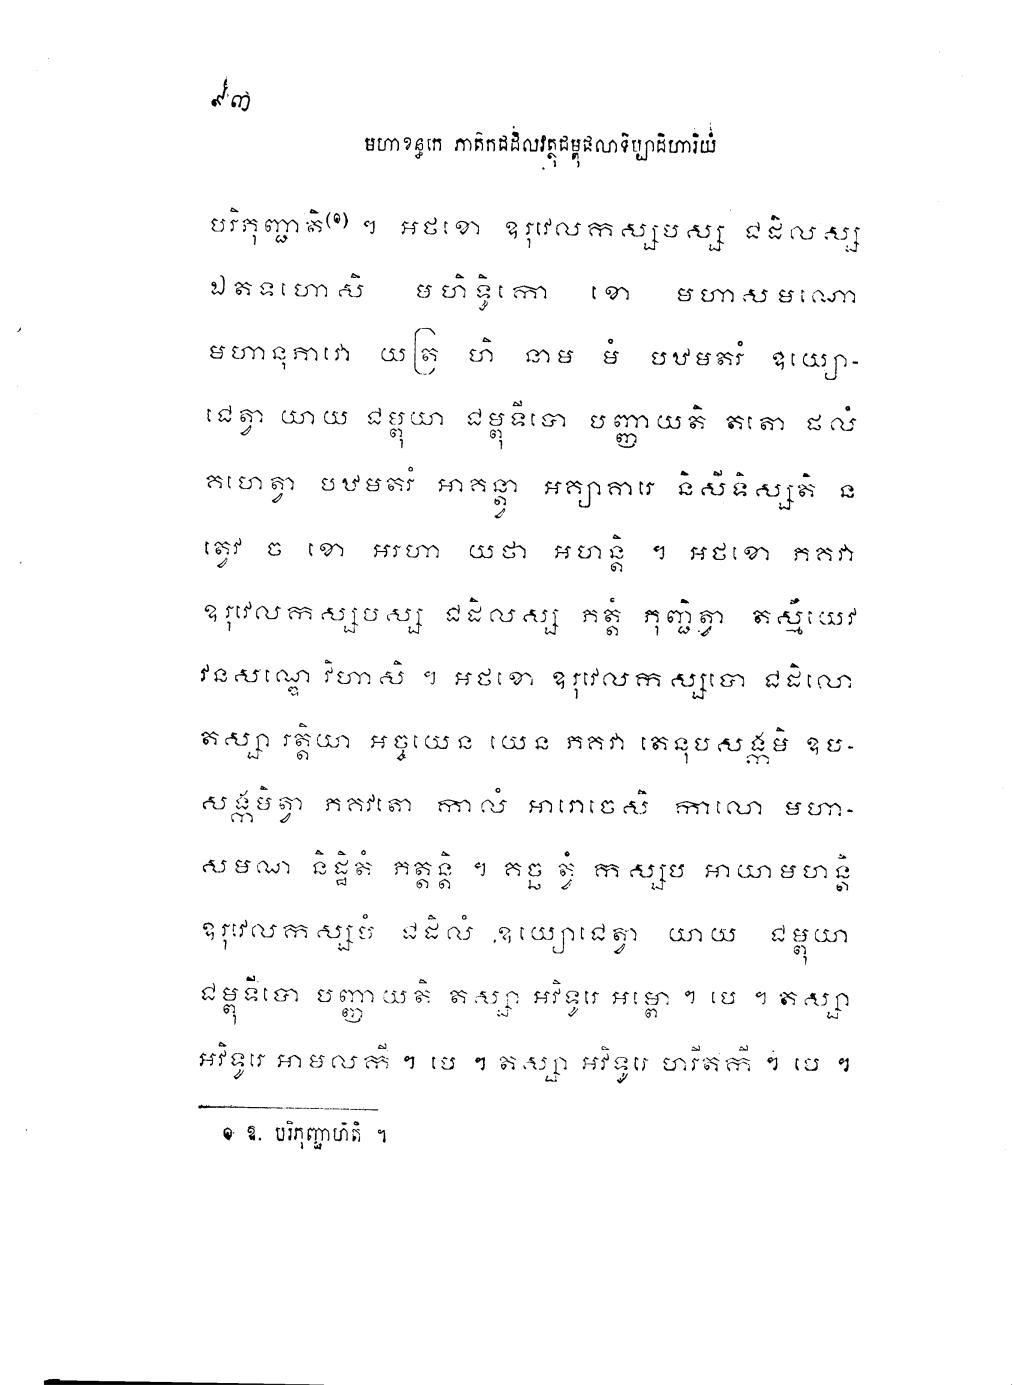 ៩៣
មហាខន្ធកេ ភាតិកជដិលវត្ថុជម្ពុផលាទិប្បាដិហារិយំ
បរិភុញ្ជាតិ(១) ។ អថខោ ឧរុវេលកស្សបស្ស ជដិលស្ស
ឯតទហោសិ មហិទ្ធិកោ ខោ មហាសមណោ
មហានុភាវោ យត្រ ហិ នាម មំ បឋមតរំ ឧយ្យោ-
ជេត្វា យាយ ជម្ពុយា ជម្ពុទីបោ បញ្ញាយតិ តតោ ផលំ
គហេត្វា បឋមតរំ អាគន្ត្វា អគ្យាគារេ និសីទិស្សតិ ន
ត្វេវ ច ខោ អរហា យថា អហន្តិ ។ អថខោ ភគវា
ឧរុវេលកស្សបស្ស ជដិលស្ស ភត្តំ ភុញ្ជិត្វា តស្មឹយេវ
វនសណ្ឌេ វិហាសិ ។ អថខោ ឧរុវេលកស្សបោ ជដិលោ
តស្សា រត្តិយា អច្ចយេន យេន ភគវា តេនុបសង្កមិ ឧប-
សង្កមិត្វា ភគវតោ កាលំ អារោចេសិ កាលោ មហា-
សមណ និដ្ឋិតំ ភត្តន្តិ ។ គច្ឆ ត្វំ កស្សប អាយាមហន្តិ
ឧរុវេលកស្សបំ ជដិលំ ឧយ្យោជេត្វា យាយ ជម្ពុយា
ជម្ពុទីបោ បញ្ញាយតិ តស្សា អវិទូរេ អម្ពោ ។ បេ ។ តស្សា
អវិទូរេ អាមលកី ។ បេ ។ តស្សា អវិទូរេ ហរីតកី ។ បេ ។
១ ឱ. បរិភុញ្ជាហីតិ ។